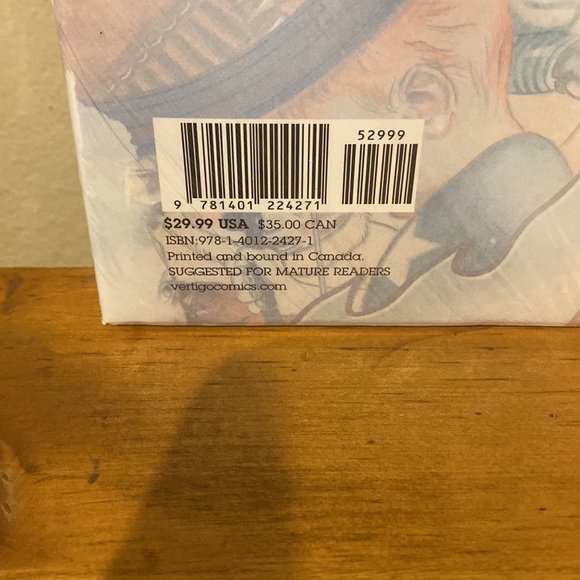 52999
9 781401 224271
$29.99 USA $35.00 CAN
ISBN:978-1-4012-2427-1
Printed and bound in Canada.
SUGGESTED FOR MATURE READERS
vertigocomics.com